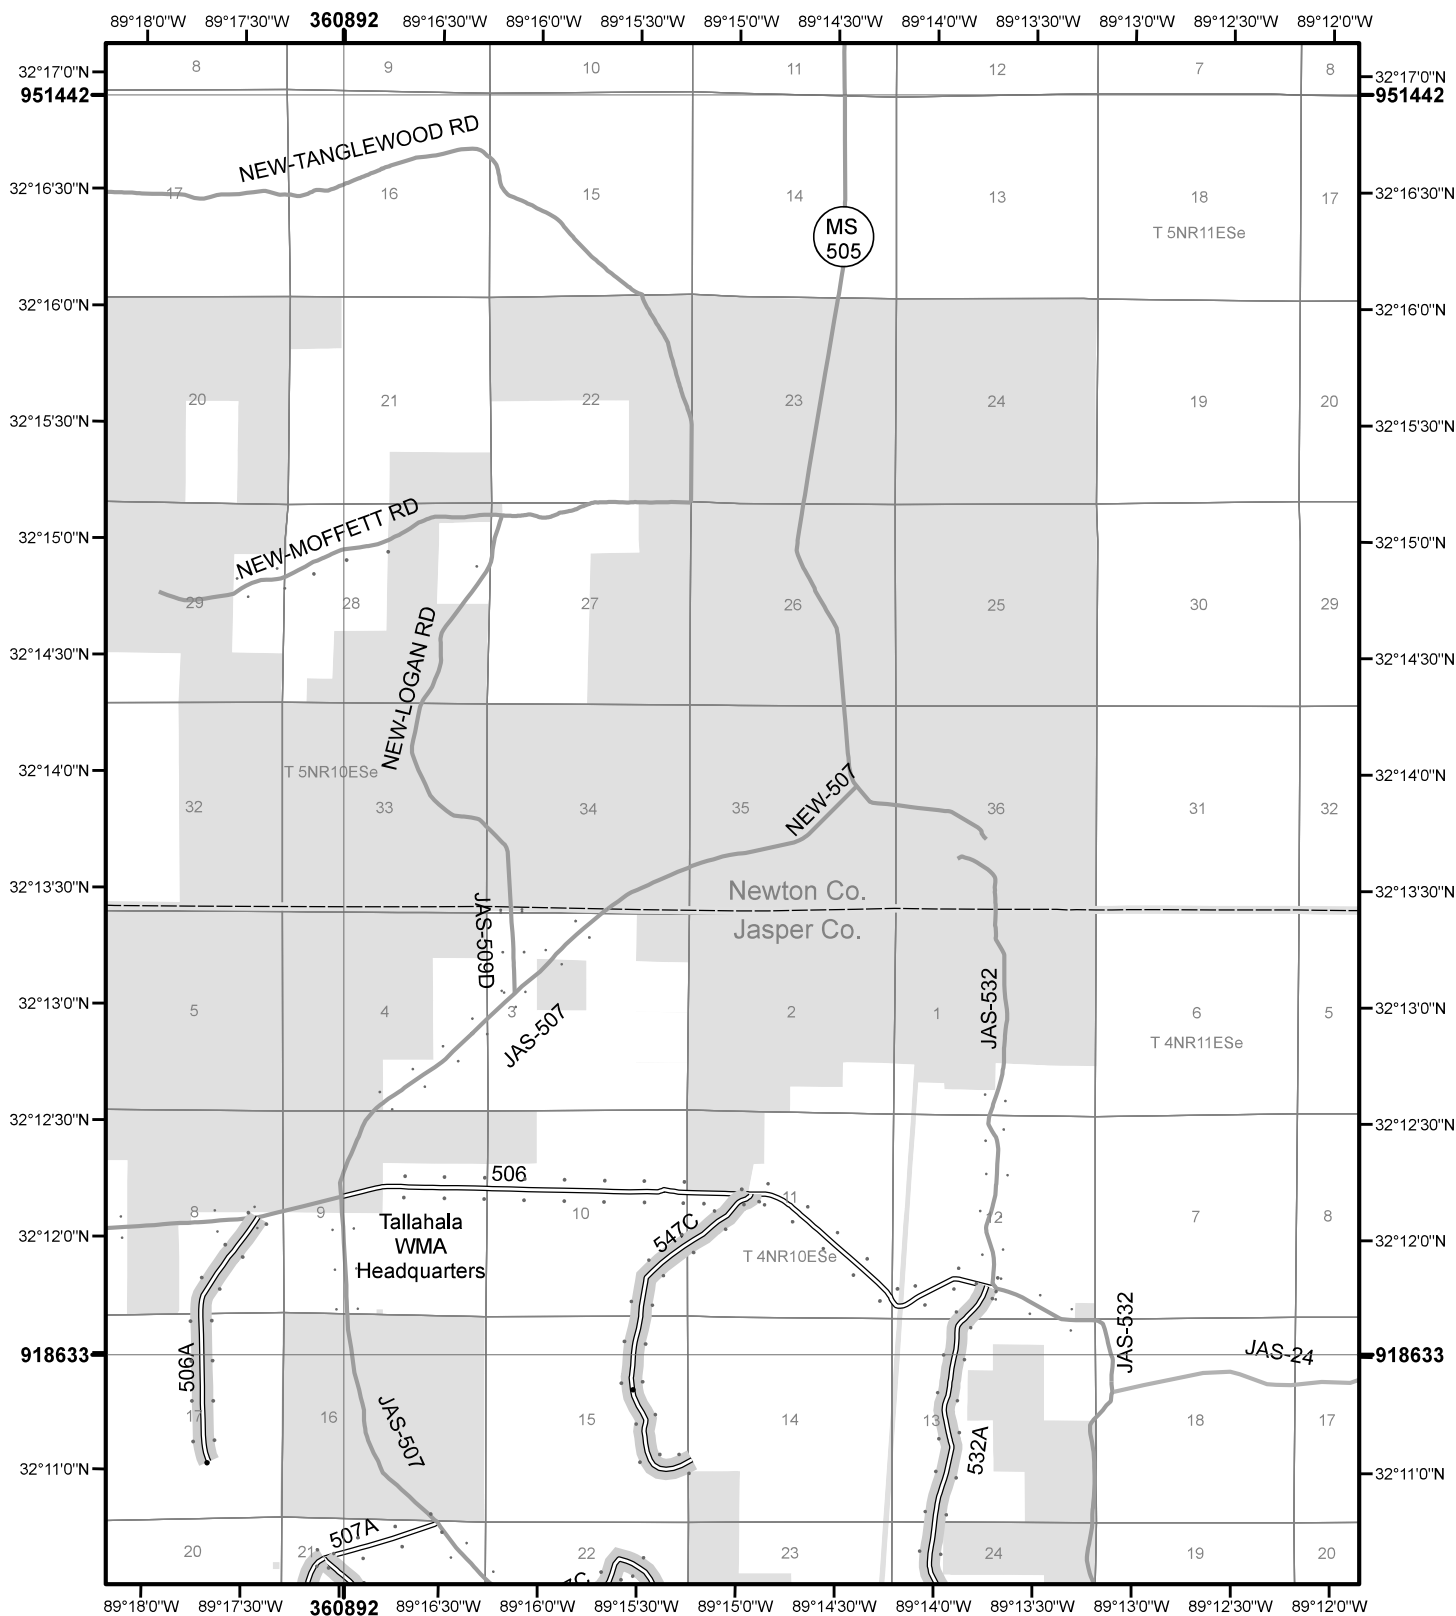 89°18'0"W 89°17'30"W 360892 89°16'30"W 89°16'0"W 89°15'30"W 89°15'0"W 89°14'30"W 89°14'0"W 89°13'30"W 89°13'0"W 89°12'30"W 89°12'0"W
8 9 10 11 12 7 8
32°17'0"N 32°17'0"N
951442 951442
NEW-TANGLEWOOD RD
32°16'30"N 17 16 15 14 13 18 17 32°16'30"N
T 5NR11ESe
MS
505
32°16'0"N 32°16'0"N
20 21 22 23 24 19 20
32°15'30"N 32°15'30"N
NEW-MOFFETT RD
32°15'0"N 32°15'0"N
29 28 27 26 25 30 29
NEW-LOGAN RD
32°14'30"N 32°14'30"N
T 5NR10ESe
32°14'0"N 32°14'0"N
NEW-507
32 33 34 35 36 31 32
32°13'30"N 32°13'30"N
Newton Co.
Jasper Co.
JAS-509D
JAS-532
32°13'0"N 32°13'0"N
5 4 3 2 1 6 5
JAS-507
T 4NR11ESe
32°12'30"N 32°12'30"N
506
8 9 10 11 12 7 8
Tallahala
WMA
Headquarters
547C
T 4NR10ESe
32°12'0"N 32°12'0"N
JAS-532
JAS-24
918633 918633
506A
JAS-507
17 16 15 14 13 18 17
532A
32°11'0"N 32°11'0"N
507A
20 21 22 23 24 19 20
7C
89°18'0"W 89°17'30"W 360892 89°16'30"W 89°16'0"W 89°15'30"W 89°15'0"W 89°14'30"W 89°14'0"W 89°13'30"W 89°13'0"W 89°12'30"W 89°12'0"W